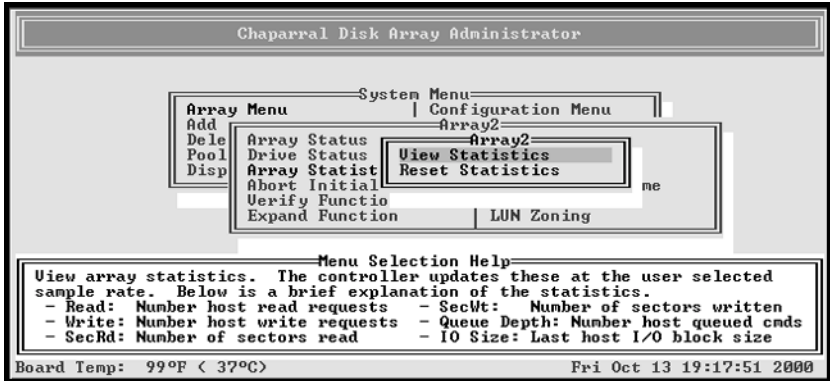 Chaparral Disk Array Administrator
System Menu
Array Menu | Configuration Menu
Add Array2
Dele Array Status Array2
Pool Drive Status View Statistics
Disp Array Statist Reset Statistics
Abort Initial me
Verify Functio
Expand Function | LUN Zoning
Menu Selection Help
View array statistics. The controller updates these at the user selected
sample rate. Below is a brief explanation of the statistics.
- Read: Number host read requests - SecWt: Number of sectors written
- Write: Number host write requests - Queue Depth: Number host queued cmds
- SecRd: Number of sectors read - IO Size: Last host I/O block size
Board Temp: 99ºF ( 37ºC) Fri Oct 13 19:17:51 2000